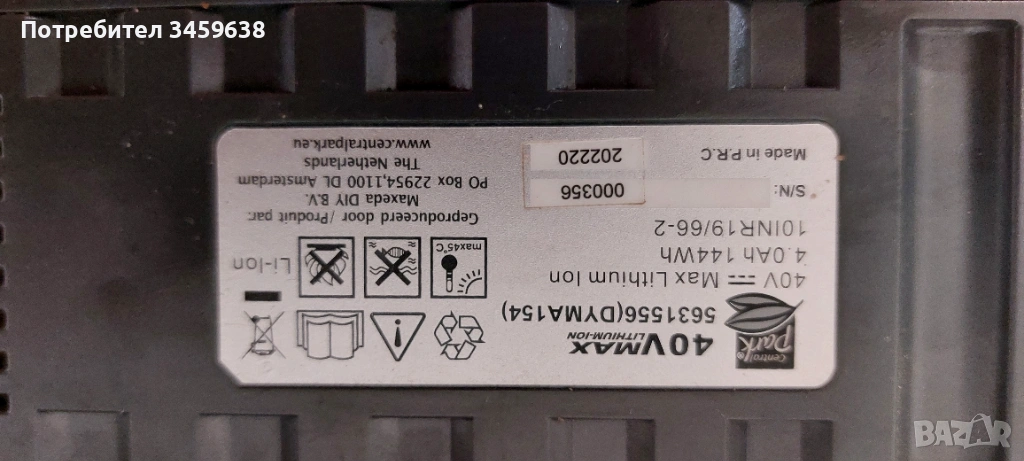 Потребител 3459638
Central
Park®
40VMAX
LITHIUM-ION
5631556(DYMA154)
40V Max Lithium Ion
4.0Ah 144Wh
10INR19/66-2
S/N:
000356
Made in P.R.C
202220
max45°C
Li-Ion
Geproduceerd door / Produit par:
Maxeda DIY B.V.
PO Box 22954,1100 DL Amsterdam
The Netherlands
www.centralpark.eu
BAZAR